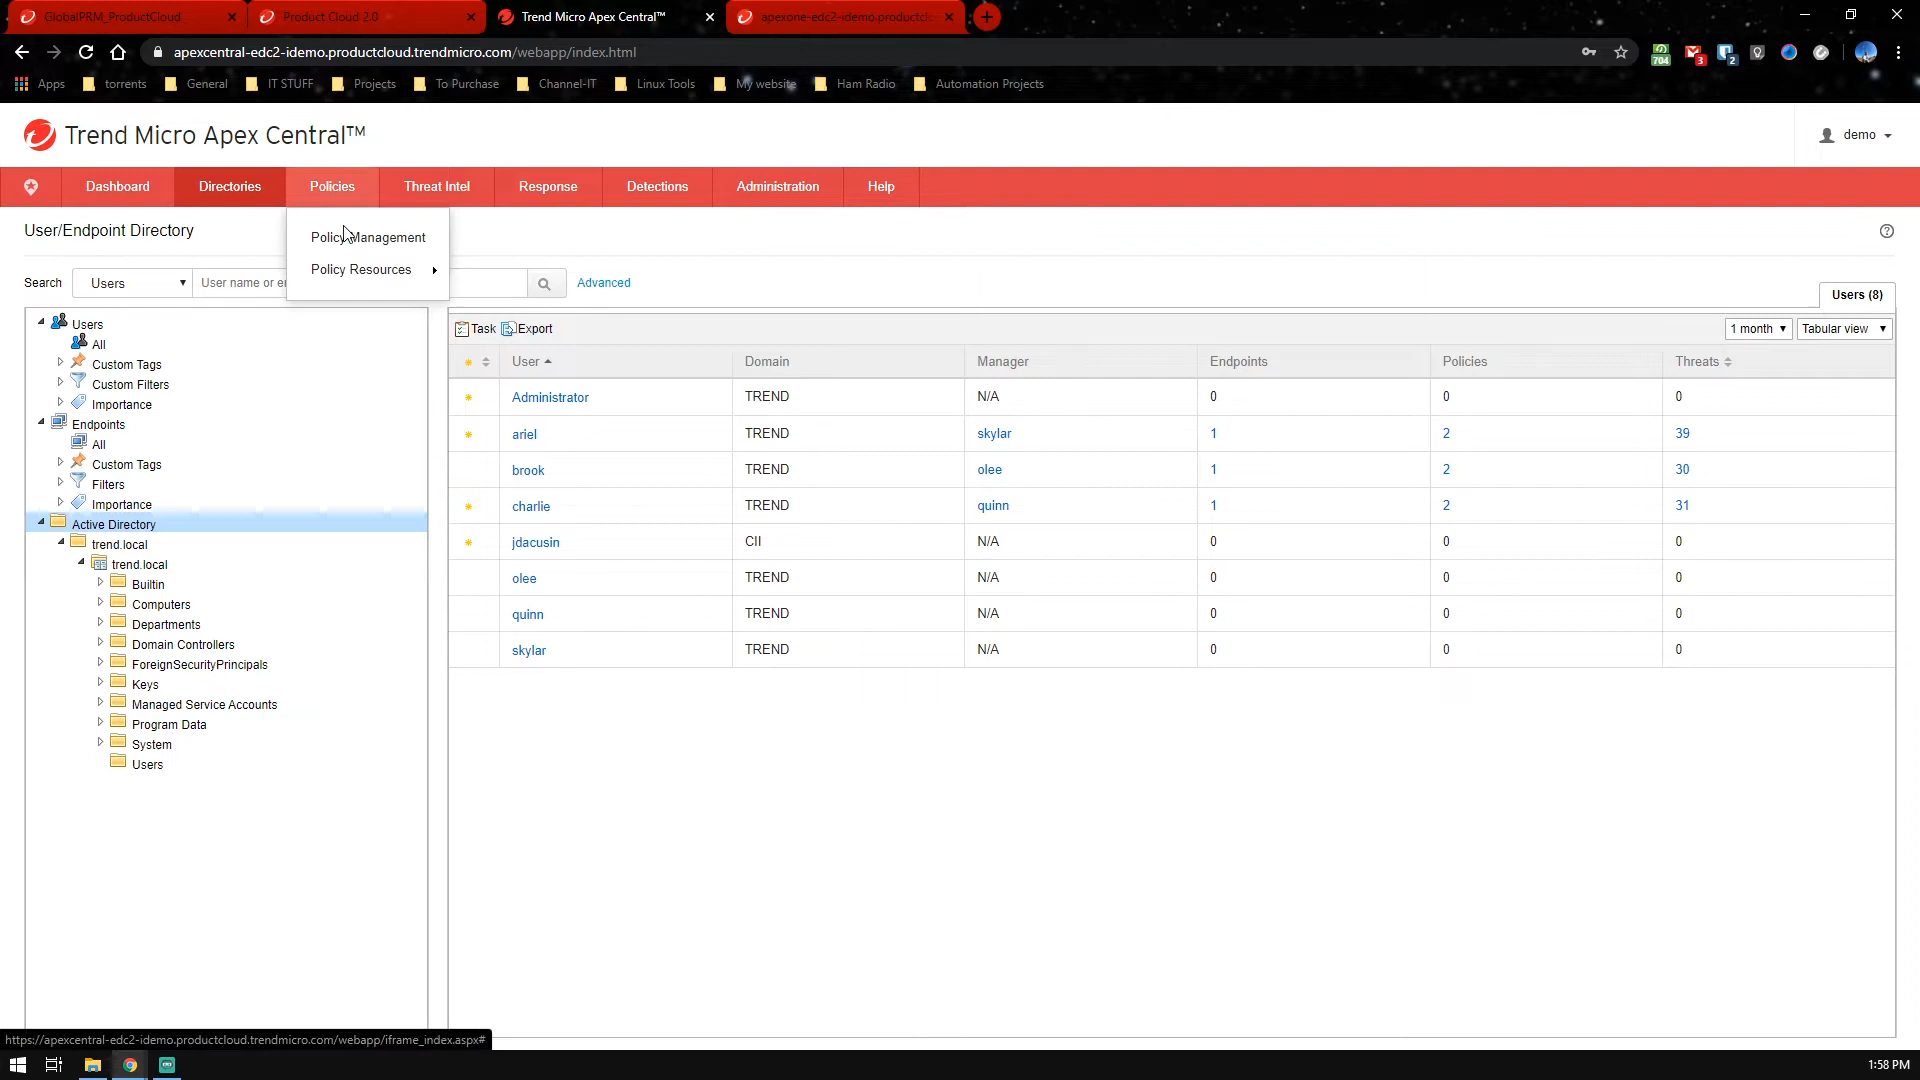 GlobalPRM_ProductCloud
Product Cloud 2.0
Trend Micro Apex Central™
apexone-edc2-idemo.productclo
apexcentral-edc2-idemo.productcloud.trendmicro.com/webapp/index.html
704
3
2
Apps
torrents
General
IT STUFF
Projects
To Purchase
Channel-IT
Linux Tools
My website
Ham Radio
Automation Projects
Trend Micro Apex Central™
demo
Dashboard
Directories
Policies
Threat Intel
Response
Detections
Administration
Help
User/Endpoint Directory
Policy Management
Policy Resources
Search
Users
User name or e
Advanced
Users (8)
Users
All
Custom Tags
Custom Filters
Importance
Endpoints
All
Custom Tags
Filters
Importance
Active Directory
trend.local
trend.local
Builtin
Computers
Departments
Domain Controllers
ForeignSecurityPrincipals
Keys
Managed Service Accounts
Program Data
System
Users
Task Export
1 month
Tabular view
User Domain Manager Endpoints Policies Threats
Administrator TREND N/A 0 0 0
ariel TREND skylar 1 2 39
brook TREND olee 1 2 30
charlie TREND quinn 1 2 31
jdacusin CII N/A 0 0 0
olee TREND N/A 0 0 0
quinn TREND N/A 0 0 0
skylar TREND N/A 0 0 0
https://apexcentral-edc2-idemo.productcloud.trendmicro.com/webapp/iframe_index.aspx#
1:58 PM